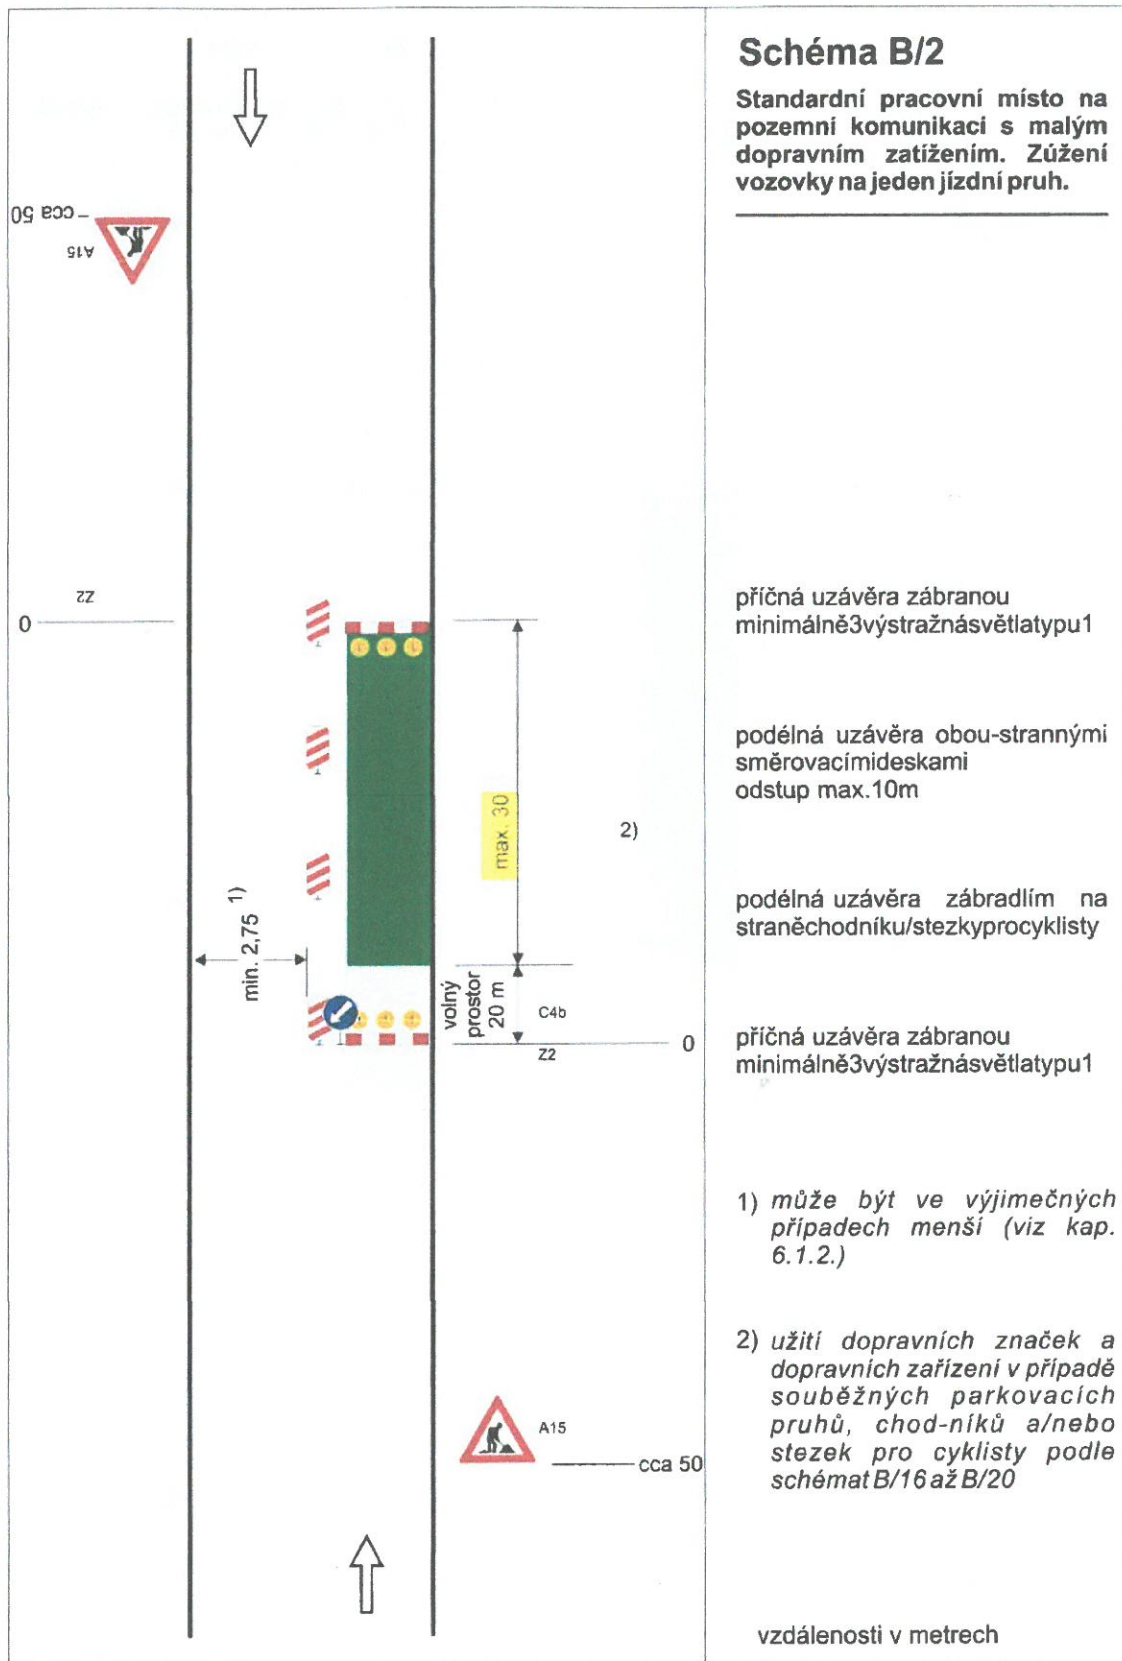 Schéma B/2
Standardní pracovní místo na
pozemní komunikaci s malým
dopravním zatížením. Zúžení
vozovky na jeden jízdní pruh.
cca 50
A15
Z2
0
příčná uzávěra zábranou
minimálně3výstražnásvětlatypu1
podélná uzávěra obou-strannými
směrovacímideskami
odstup max.10m
max. 30
2)
podélná uzávěra zábradlím na
straněchodníku/stezkyprocyklisty
min. 2,75 1)
volný
prostor
20 m
C4b
Z2
0
příčná uzávěra zábranou
minimálně3výstražnásvětlatypu1
1) může být ve výjimečných
případech menší (viz kap.
6.1.2.)
2) užití dopravních značek a
dopravních zařízení v případě
souběžných parkovacích
pruhů, chod-níků a/nebo
stezek pro cyklisty podle
schémat B/16 až B/20
A15
cca 50
vzdálenosti v metrech